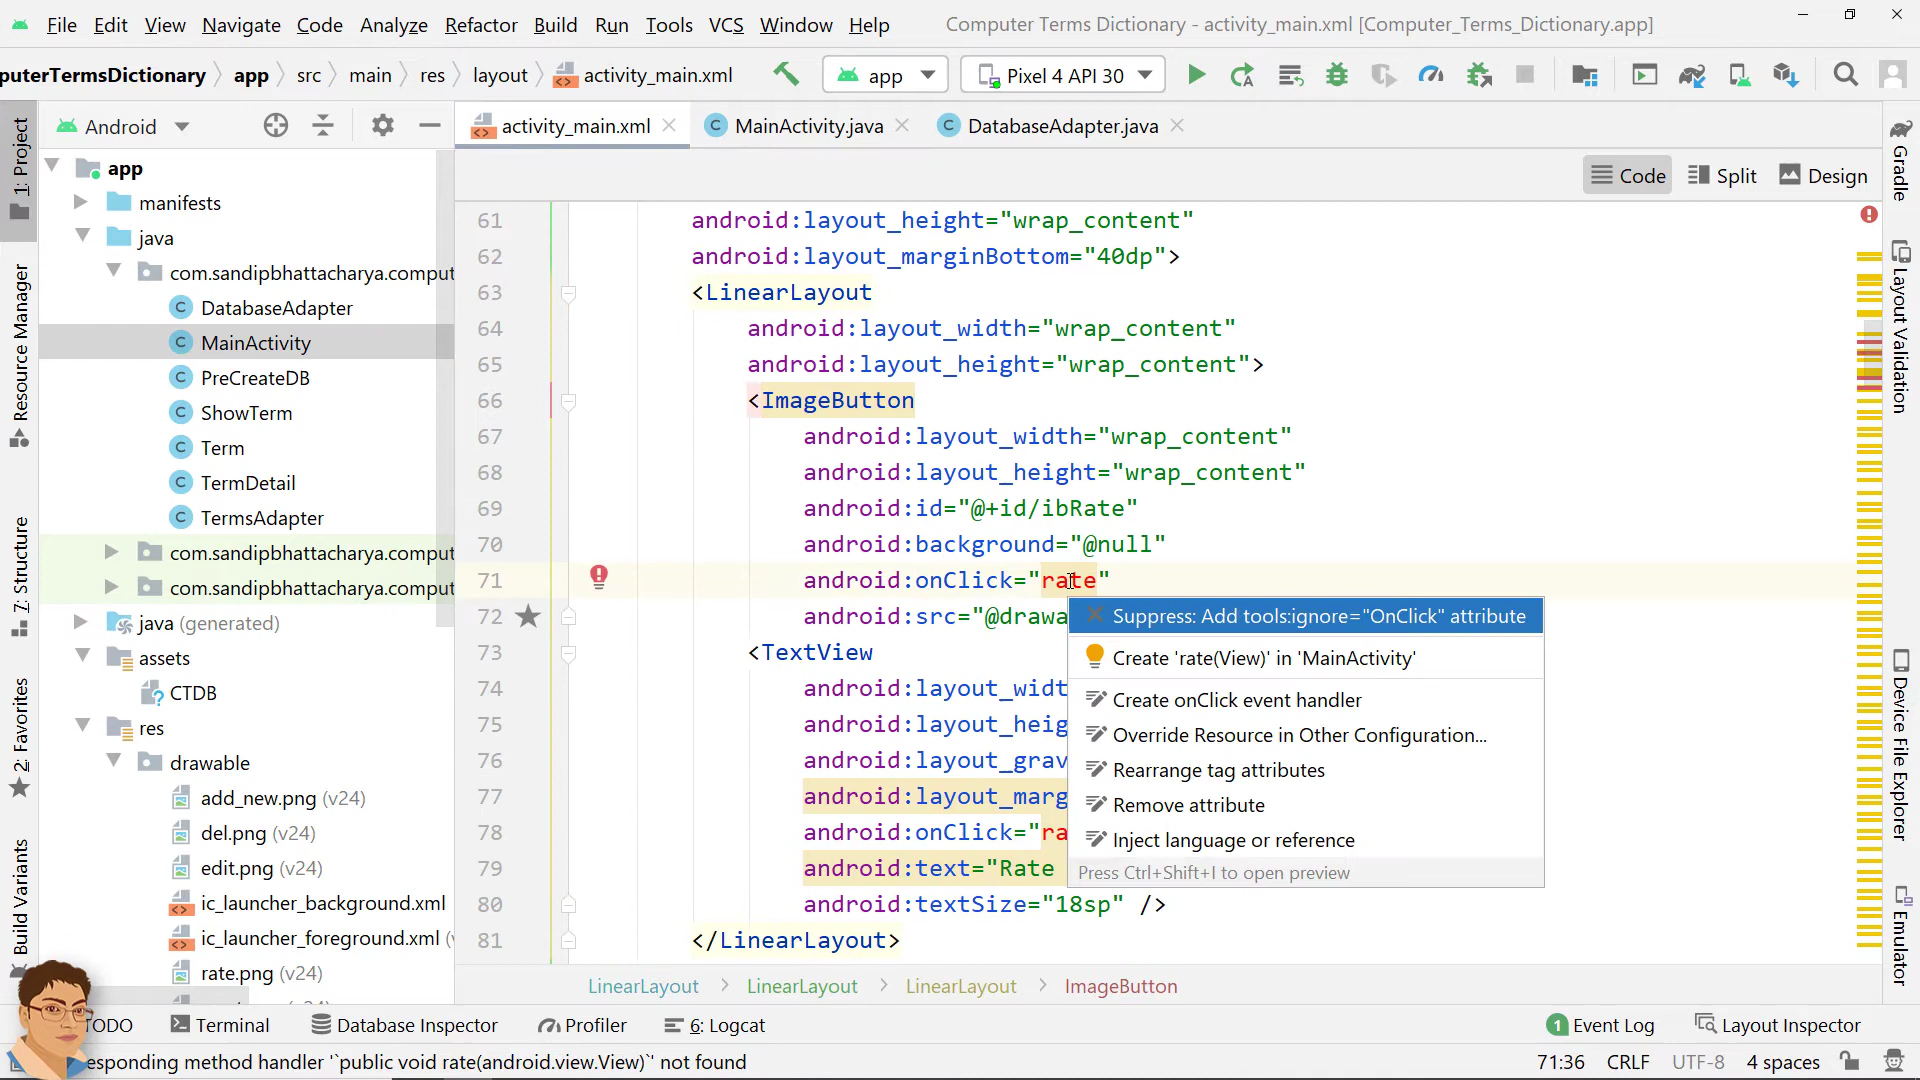 File Edit View Navigate Code Analyze Refactor Build Run Tools VCS Window Help Computer Terms Dictionary - activity_main.xml [Computer_Terms_Dictionary.app]
puterTermsDictionary app src main res layout activity_main.xml app Pixel 4 API 30
Android activity_main.xml MainActivity.java DatabaseAdapter.java
Code Split Design
1: Project
Resource Manager
7: Structure
2: Favorites
Build Variants
app
manifests
java
com.sandipbhattacharya.comput
DatabaseAdapter
MainActivity
PreCreateDB
ShowTerm
Term
TermDetail
TermsAdapter
com.sandipbhattacharya.comput
com.sandipbhattacharya.comput
java (generated)
assets
CTDB
res
drawable
add_new.png (v24)
del.png (v24)
edit.png (v24)
ic_launcher_background.xml
ic_launcher_foreground.xml (v
rate.png (v24)
61 android:layout_height="wrap_content"
62 android:layout_marginBottom="40dp">
63 <LinearLayout
64 android:layout_width="wrap_content"
65 android:layout_height="wrap_content">
66 <ImageButton
67 android:layout_width="wrap_content"
68 android:layout_height="wrap_content"
69 android:id="@+id/ibRate"
70 android:background="@null"
71 android:onClick="rate"
72 android:src="@drawa
73 <TextView
74 android:layout_widt
75 android:layout_heig
76 android:layout_grav
77 android:layout_marg
78 android:onClick="ra
79 android:text="Rate
80 android:textSize="18sp" />
81 </LinearLayout>
Suppress: Add tools:ignore="OnClick" attribute
Create 'rate(View)' in 'MainActivity'
Create onClick event handler
Override Resource in Other Configuration...
Rearrange tag attributes
Remove attribute
Inject language or reference
Press Ctrl+Shift+I to open preview
LinearLayout LinearLayout LinearLayout ImageButton
Gradle
Layout Validation
Device File Explorer
Emulator
TODO Terminal Database Inspector Profiler 6: Logcat 1 Event Log Layout Inspector
esponding method handler '`public void rate(android.view.View)`' not found 71:36 CRLF UTF-8 4 spaces